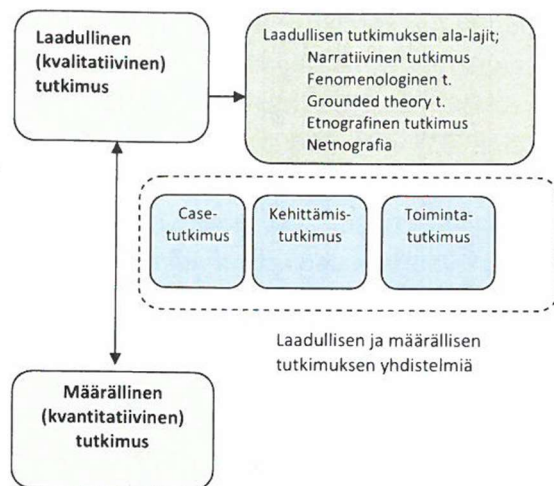 Laadullinen
(kvalitatiivinen)
tutkimus
Laadullisen tutkimuksen ala-lajit;
Narratiivinen tutkimus
Fenomenologinen t.
Grounded theory t.
Etnografinen tutkimus
Netnografia
Case-
tutkimus
Kehittämis-
tutkimus
Toiminta-
tutkimus
Laadullisen ja määrällisen
tutkimuksen yhdistelmiä
Määrällinen
(kvantitatiivinen)
tutkimus